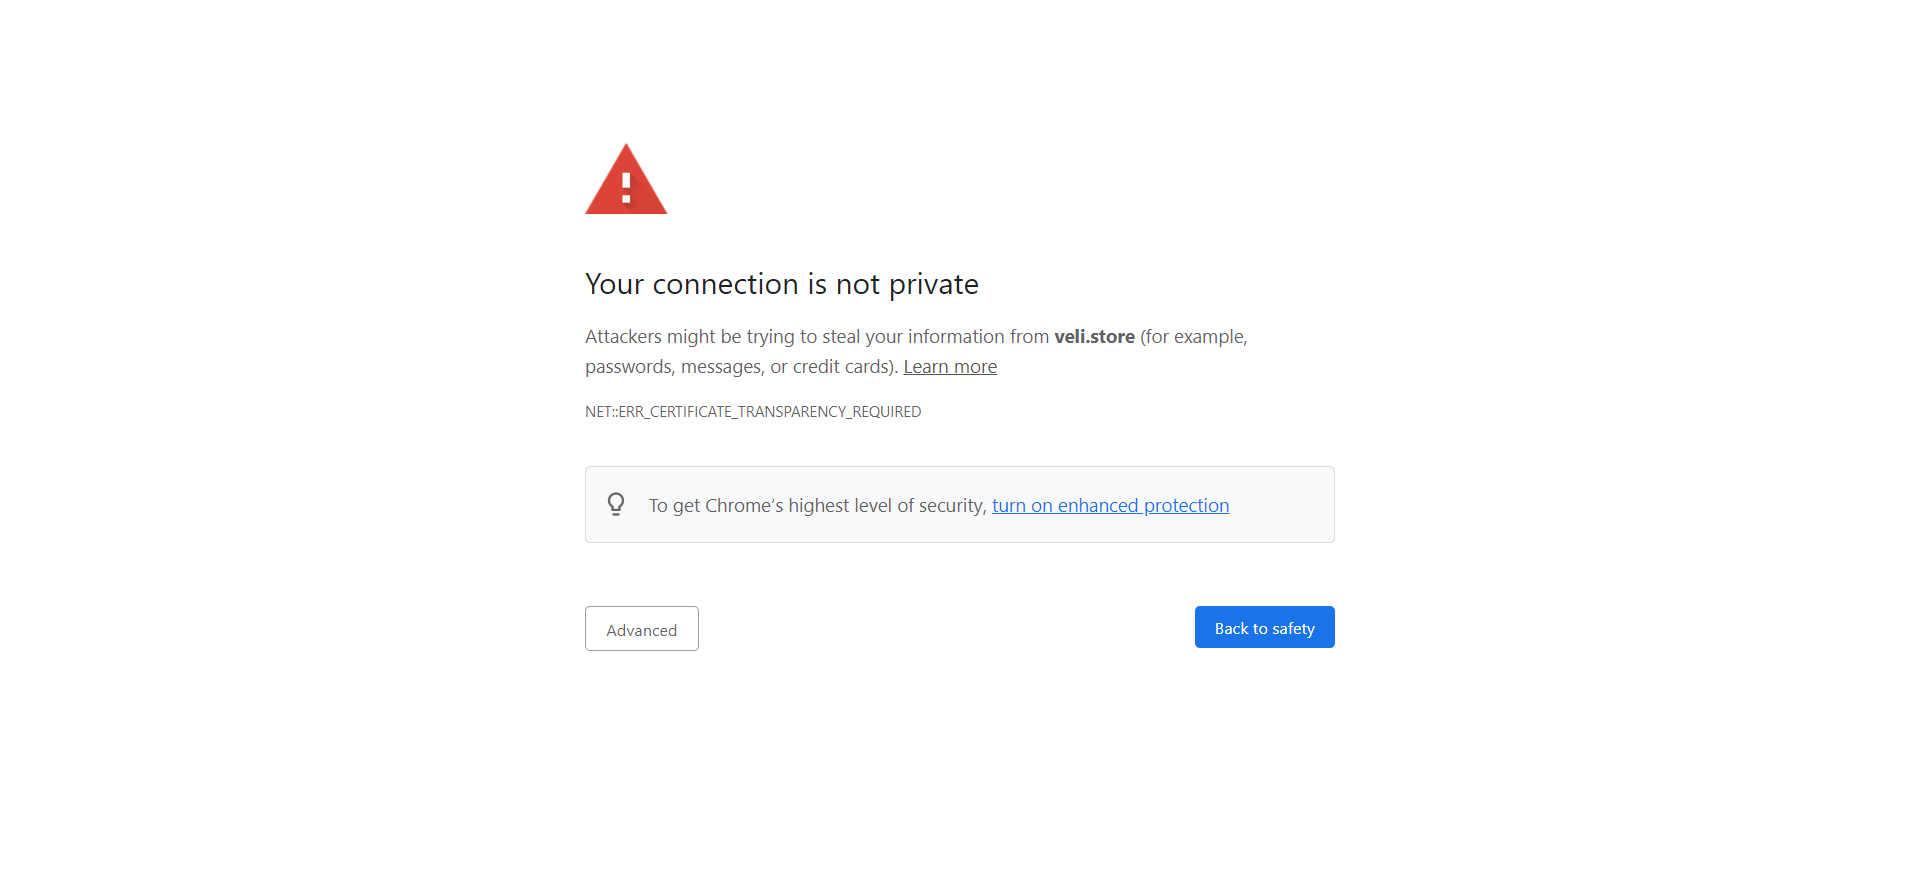 Your connection is not private
Attackers might be trying to steal your information from veli.store (for example,
passwords, messages, or credit cards). Learn more
NET::ERR_CERTIFICATE_TRANSPARENCY_REQUIRED
To get Chrome's highest level of security, turn on enhanced protection
Advanced
Back to safety